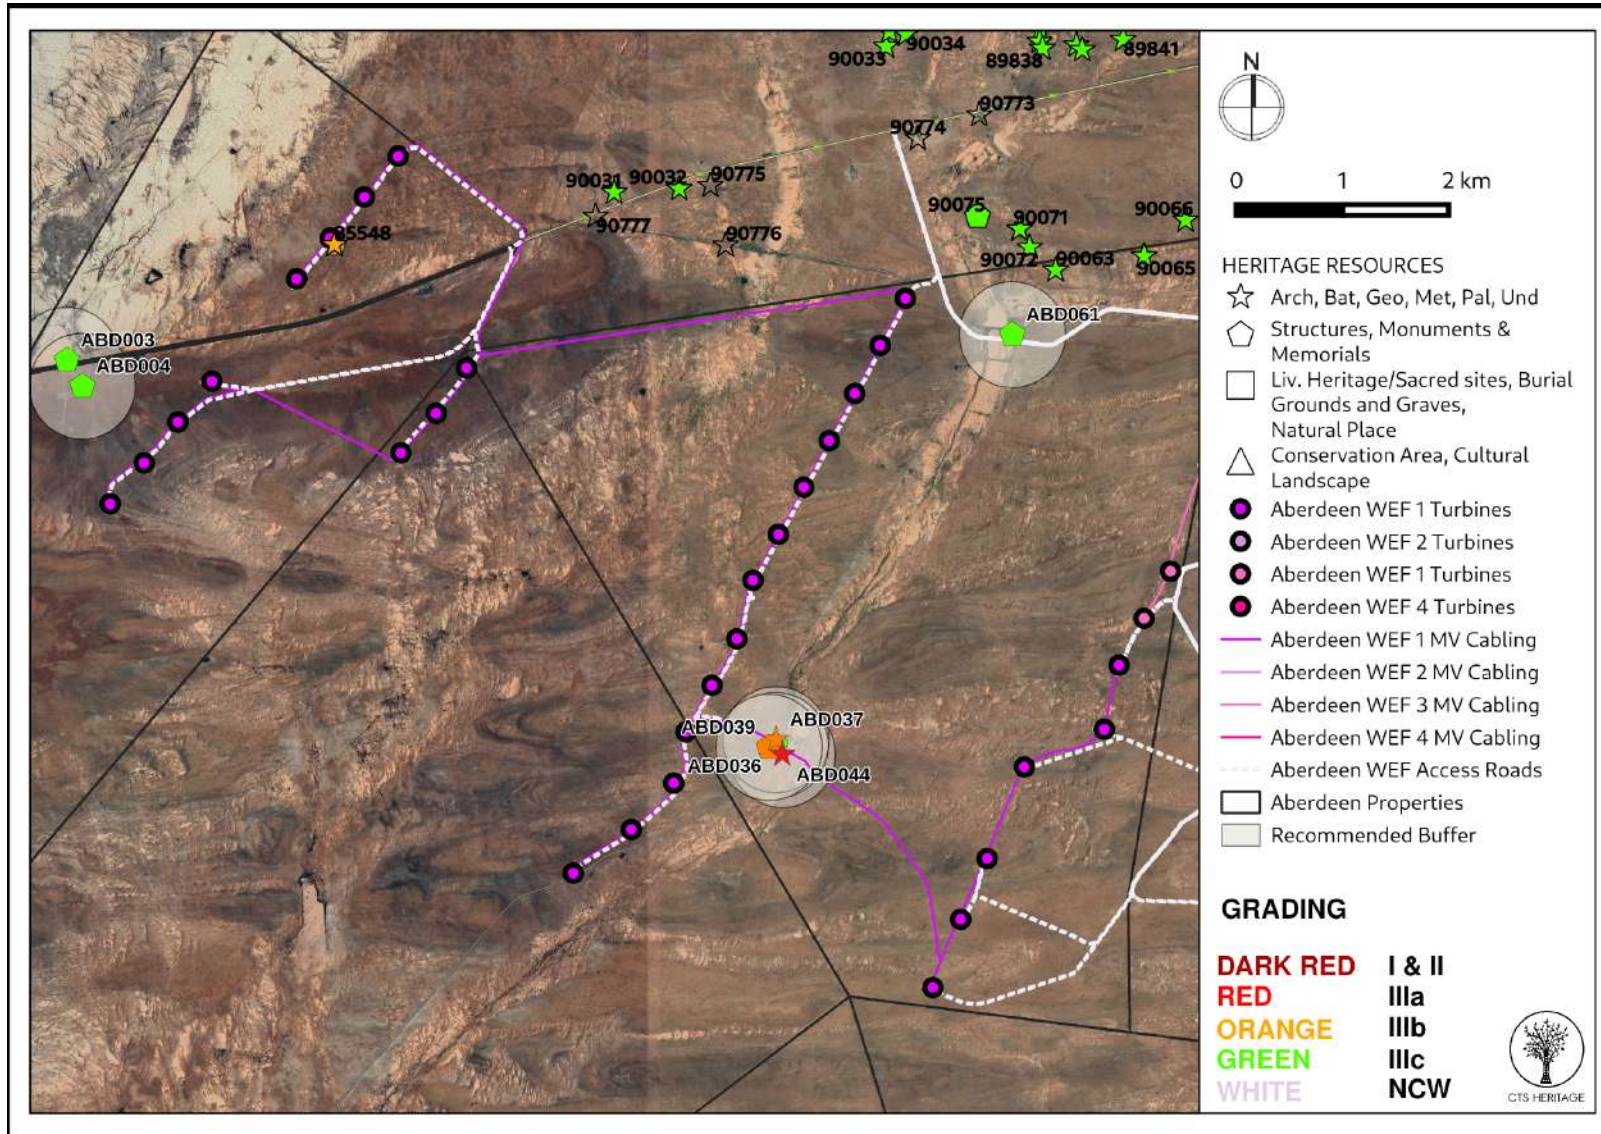 90034
90033
89838
89841
90773
90774
90031
90032
90775
90777
90776
90075
90071
90066
90072
90063
90065
85548
ABD003
ABD004
ABD061
ABD039
ABD037
ABD036
ABD044
N
0 1 2 km
HERITAGE RESOURCES
Arch, Bat, Geo, Met, Pal, Und
Structures, Monuments &
Memorials
Liv. Heritage/Sacred sites, Burial
Grounds and Graves,
Natural Place
Conservation Area, Cultural
Landscape
Aberdeen WEF 1 Turbines
Aberdeen WEF 2 Turbines
Aberdeen WEF 1 Turbines
Aberdeen WEF 4 Turbines
Aberdeen WEF 1 MV Cabling
Aberdeen WEF 2 MV Cabling
Aberdeen WEF 3 MV Cabling
Aberdeen WEF 4 MV Cabling
Aberdeen WEF Access Roads
Aberdeen Properties
Recommended Buffer
GRADING
DARK RED I & II
RED IIIa
ORANGE IIIb
GREEN IIIc
WHITE NCW
CTS HERITAGE